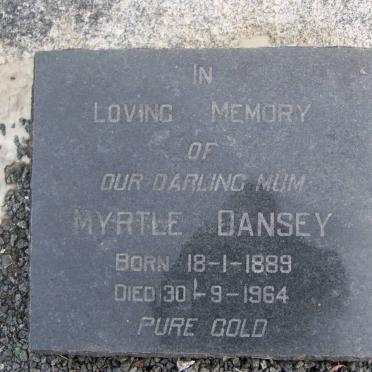 IN
LOVING MEMORY
OF
OUR DARLING MUM
MYRTLE DANSEY
BORN 18-1-1889
DIED 30-9-1964
PURE GOLD